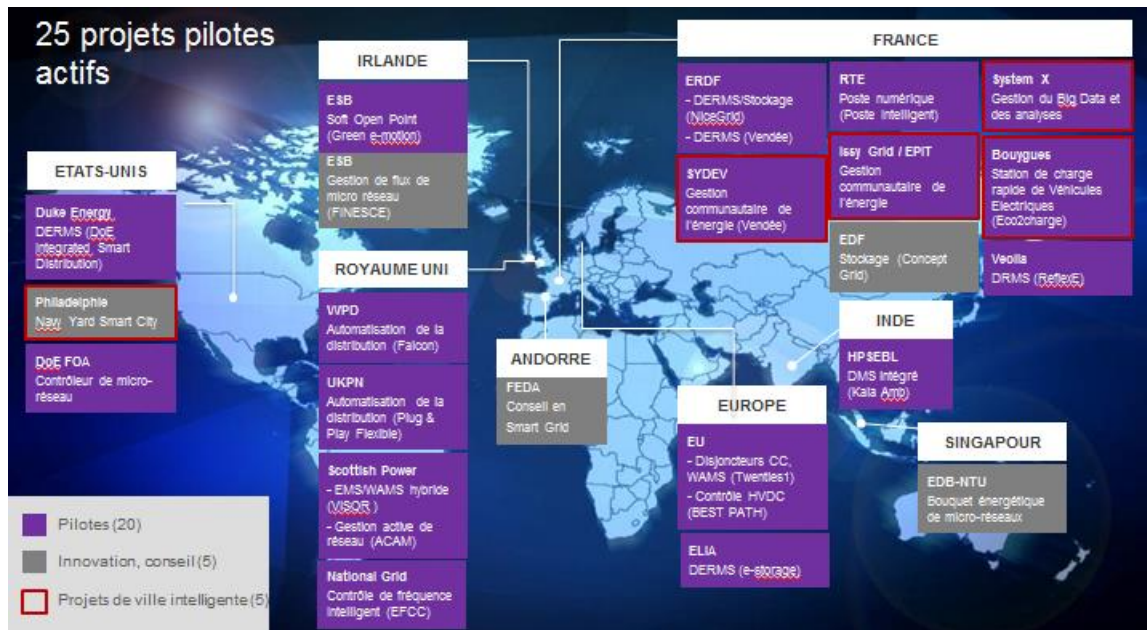 25 projets pilotes
actifs
ETATS-UNIS
Duke Energy
DERMS (DoE
Integrated Smart
Distribution)
Philadelphie
Navy Yard Smart City
DoE FOA
Contrôleur de micro-
réseau
IRLANDE
ESB
Soft Open Point
(Green e-motion)
ESB
Gestion de flux de
micro réseau
(FINESCE)
ROYAUME UNI
WPD
Automatisation de la
distribution (Falcon)
UKPN
Automatisation de la
distribution (Plug &
Play Flexible)
Scottish Power
- EMS/WAMS hybride
(VISOR )
- Gestion active de
réseau (ACAM)
National Grid
Contrôle de fréquence
intelligent (EFCC)
FRANCE
ERDF
- DERMS/Stockage
(NiceGrid)
- DERMS (Vendée)
SYDEV
Gestion
communautaire de
l'énergie (Vendée)
RTE
Poste numérique
(Poste Intelligent)
Issy Grid / EPIT
Gestion
communautaire de
l'énergie
EDF
Stockage (Concept
Grid)
System X
Gestion du Big Data et
des analyses
Bouygues
Station de charge
rapide de Véhicules
Electriques
(Eco2charge)
Veolia
DRMS (ReflexE)
ANDORRE
FEDA
Conseil en
Smart Grid
EUROPE
EU
- Disjoncteurs CC,
WAMS (Twenties1)
- Contrôle HVDC
(BEST PATH)
ELIA
DERMS (e-storage)
INDE
HPSEBL
DMS Intégré
(Kala Amb)
SINGAPOUR
EDB-NTU
Bouquet énergétique
de micro-réseaux
Pilotes (20)
Innovation, conseil (5)
Projets de ville intelligente (5)